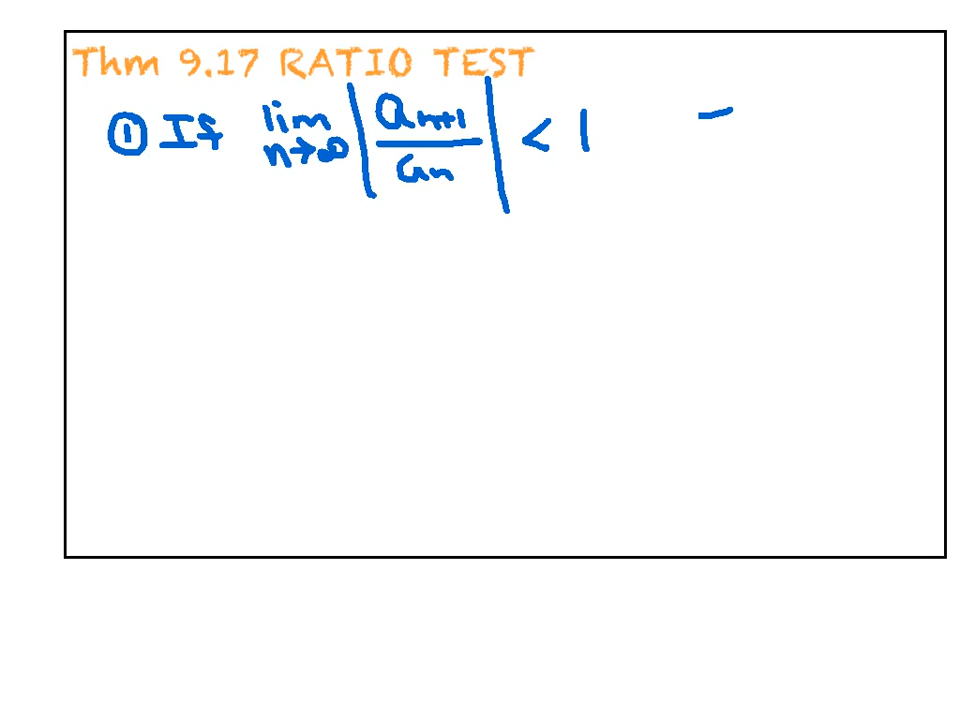 Thm 9.17 RATIO TEST
① If lim n→∞ | aₙ₊₁ / aₙ | < 1